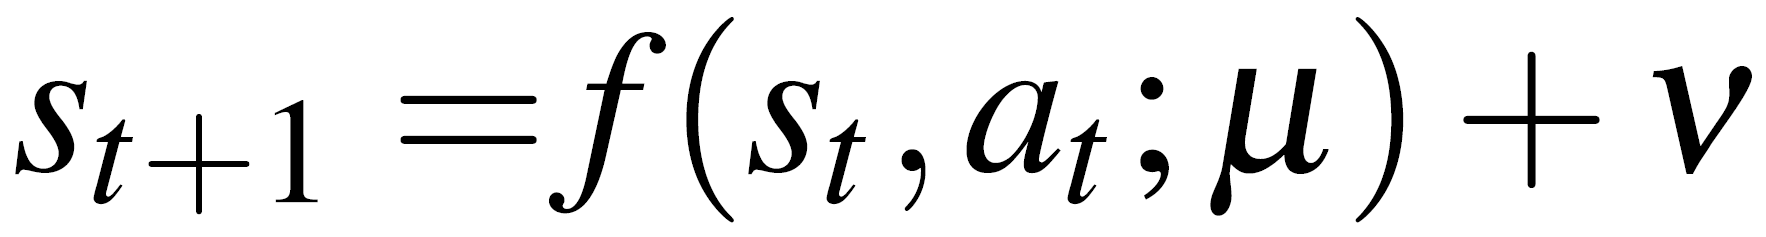 s_{t+1} = f(s_t, a_t; μ) + ν